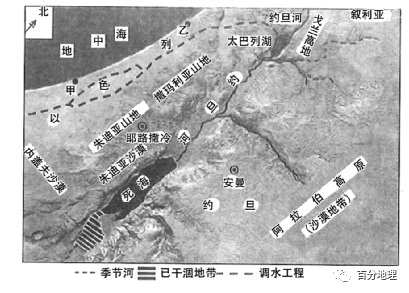 北
地中海
甲
乙
以色列
约旦河
太巴列湖
戈兰高地
叙利亚
撒玛利亚山地
朱迪亚山地
耶路撒冷
约旦河
朱迪亚沙漠
内盖夫沙漠
死海
安曼
约旦
阿拉伯高原
(沙漠地带)
季节河 已干涸地带 调水工程
百分地理